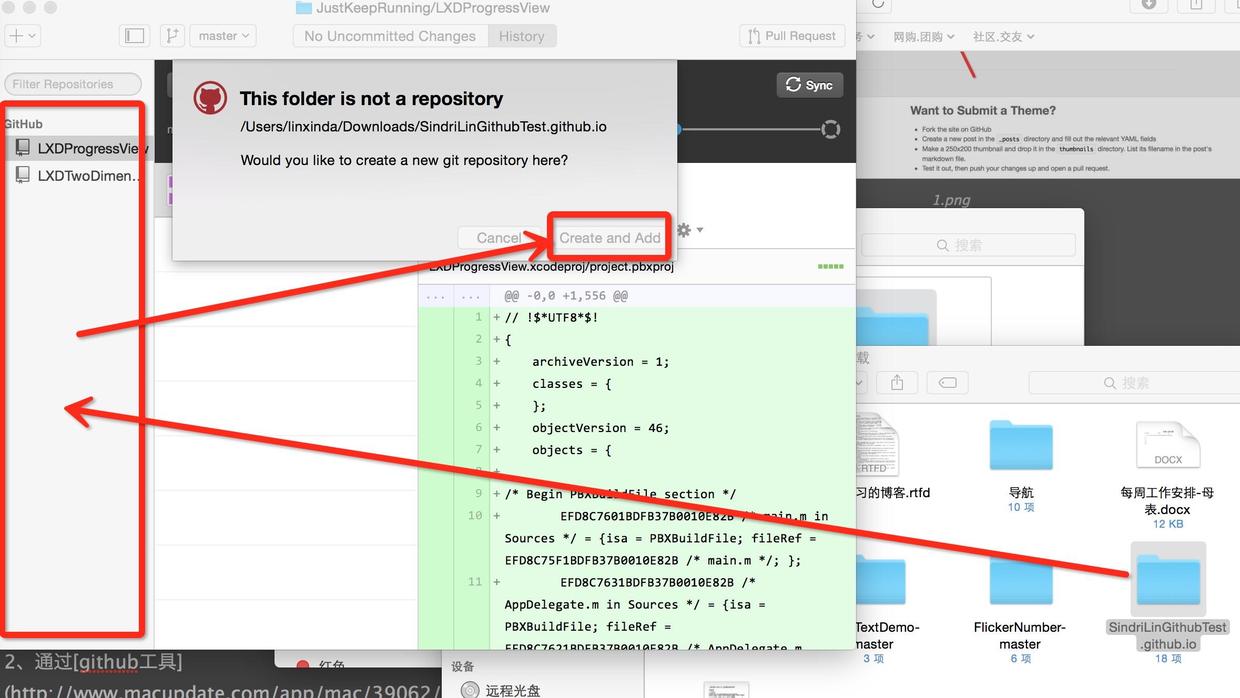 JustKeepRunning/LXDProgressView
master
No Uncommitted Changes
History
Pull Request
Filter Repositories
GitHub
LXDProgressView
LXDTwoDimen...
This folder is not a repository
/Users/linxinda/Downloads/SindriLinGithubTest.github.io
Would you like to create a new git repository here?
Cancel
Create and Add
Sync
LXDProgressView.xcodeproj/project.pbxproj
... ... @@ -0,0 +1,556 @@
1 + // !$*UTF8*$!
2 + {
3 + archiveVersion = 1;
4 + classes = {
5 + };
6 + objectVersion = 46;
7 + objects = {
8 +
9 + /* Begin PBXBuildFile section */
10 + EFD8C7601BDFB37B0010E82B /* main.m in
Sources */ = {isa = PBXBuildFile; fileRef =
EFD8C75F1BDFB37B0010E82B /* main.m */; };
11 + EFD8C7631BDFB37B0010E82B /*
AppDelegate.m in Sources */ = {isa =
PBXBuildFile; fileRef =
EFD8C7621BDFB37B0010E82B /* AppDelegate.m
网购.团购
社区.交友
Want to Submit a Theme?
Fork the site on GitHub
Create a new post in the _posts directory and fill out the relevant YAML fields
Make a 250x200 thumbnail and drop it in the thumbnails directory. List its filename in the post's
markdown file.
Test it out, then push your changes up and open a pull request.
1.png
搜索
载
搜索
RTFD
习的博客.rtfd
导航
10 项
DOCX
每周工作安排-母
表.docx
12 KB
TextDemo-
master
3 项
FlickerNumber-
master
6 项
SindriLinGithubTest
.github.io
18 项
2、通过[github工具]
(http://www.macupdate.com/app/mac/39062/
红色
设备
远程光盘